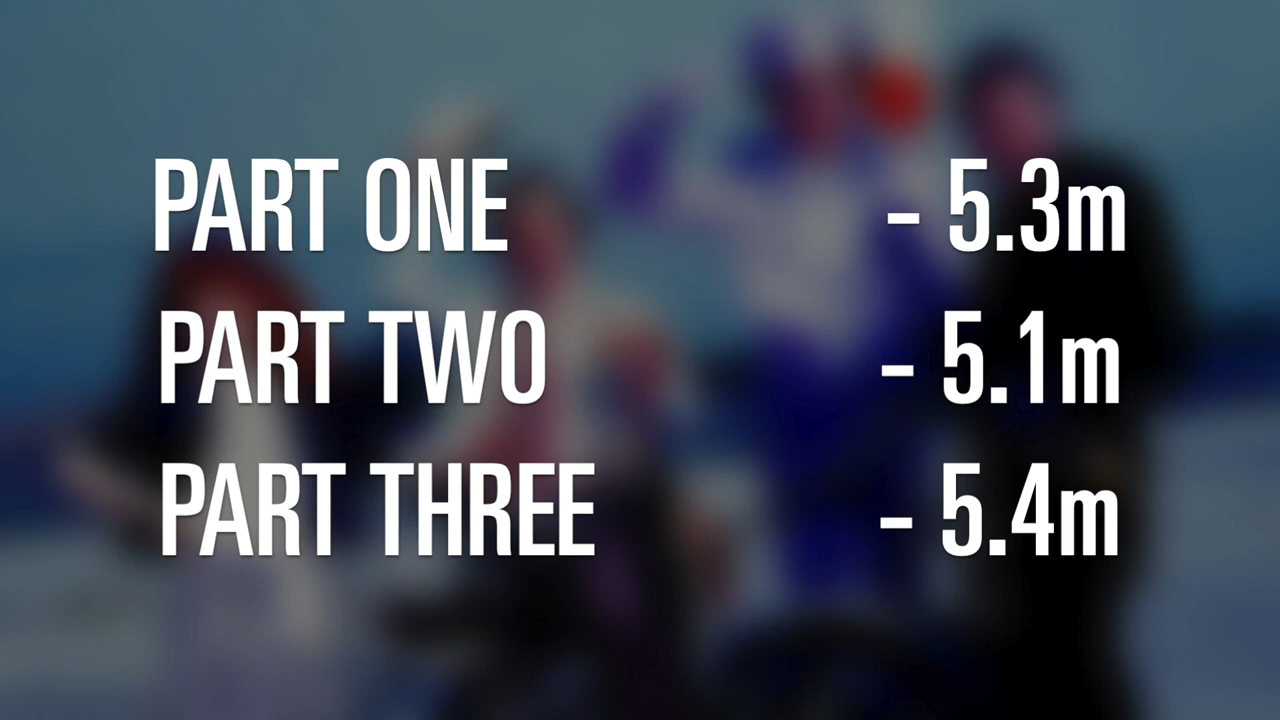 PART ONE – 5.3m
PART TWO – 5.1m
PART THREE – 5.4m